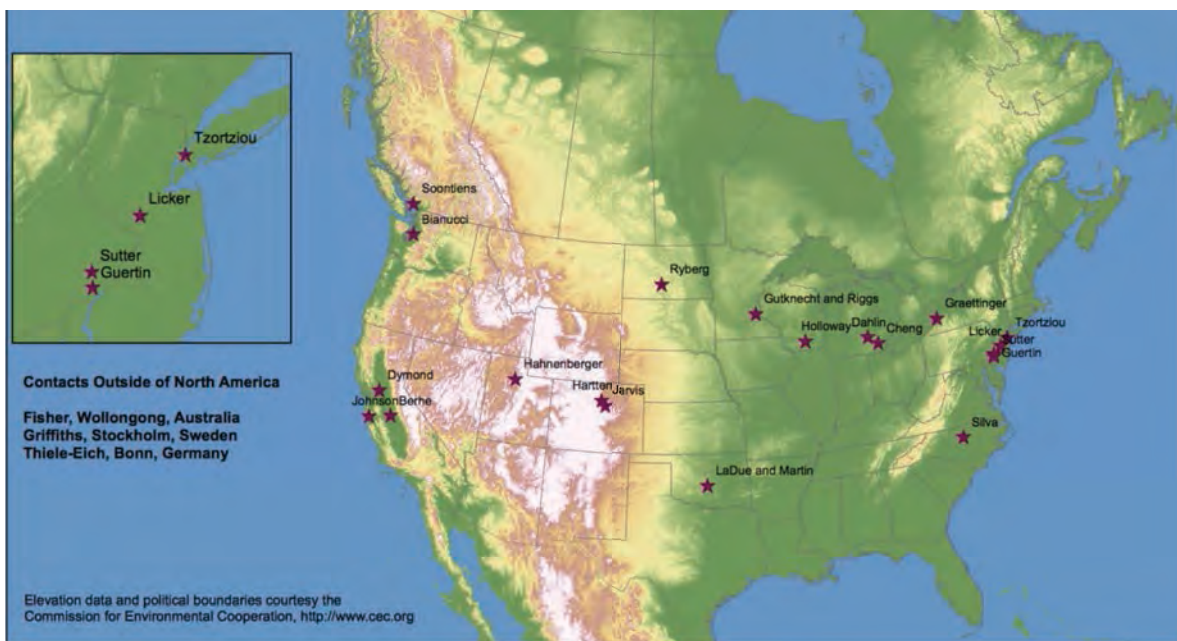 Tzortziou
Licker
Sutter
Guertin
Contacts Outside of North America
Fisher, Wollongong, Australia
Griffiths, Stockholm, Sweden
Thiele-Eich, Bonn, Germany
Elevation data and political boundaries courtesy the
Commission for Environmental Cooperation, http://www.cec.org
Soontiens
Bianucci
Ryberg
Gutknecht and Riggs
Graettinger
Holloway
Dahlin
Cheng
Licker
Tzortziou
Sutter
Guertin
Hahnenberger
Dymond
Hartten
Jarvis
Johnson
Berhe
Silva
LaDue and Martin